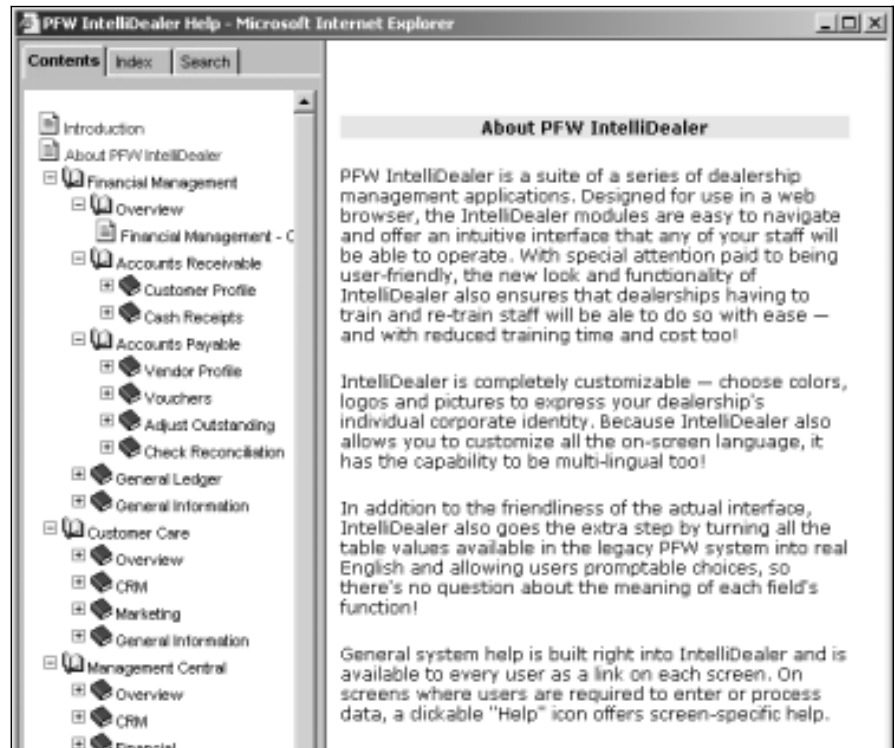 PFW IntelliDealer Help - Microsoft Internet Explorer
Contents Index Search
Introduction
About PFW IntelliDealer
Financial Management
Overview
Financial Management - C
Accounts Receivable
Customer Profile
Cash Receipts
Accounts Payable
Vendor Profile
Vouchers
Adjust Outstanding
Check Reconciliation
General Ledger
General Information
Customer Care
Overview
CRM
Marketing
General Information
Management Central
Overview
CRM
Financial
About PFW IntelliDealer
PFW IntelliDealer is a suite of a series of dealership
management applications. Designed for use in a web
browser, the IntelliDealer modules are easy to navigate
and offer an intuitive interface that any of your staff will
be able to operate. With special attention paid to being
user-friendly, the new look and functionality of
IntelliDealer also ensures that dealerships having to
train and re-train staff will be ale to do so with ease —
and with reduced training time and cost too!
IntelliDealer is completely customizable — choose colors,
logos and pictures to express your dealership's
individual corporate identity. Because IntelliDealer also
allows you to customize all the on-screen language, it
has the capability to be multi-lingual too!
In addition to the friendliness of the actual interface,
IntelliDealer also goes the extra step by turning all the
table values available in the legacy PFW system into real
English and allowing users promptable choices, so
there's no question about the meaning of each field's
function!
General system help is built right into IntelliDealer and is
available to every user as a link on each screen. On
screens where users are required to enter or process
data, a clickable "Help" icon offers screen-specific help.